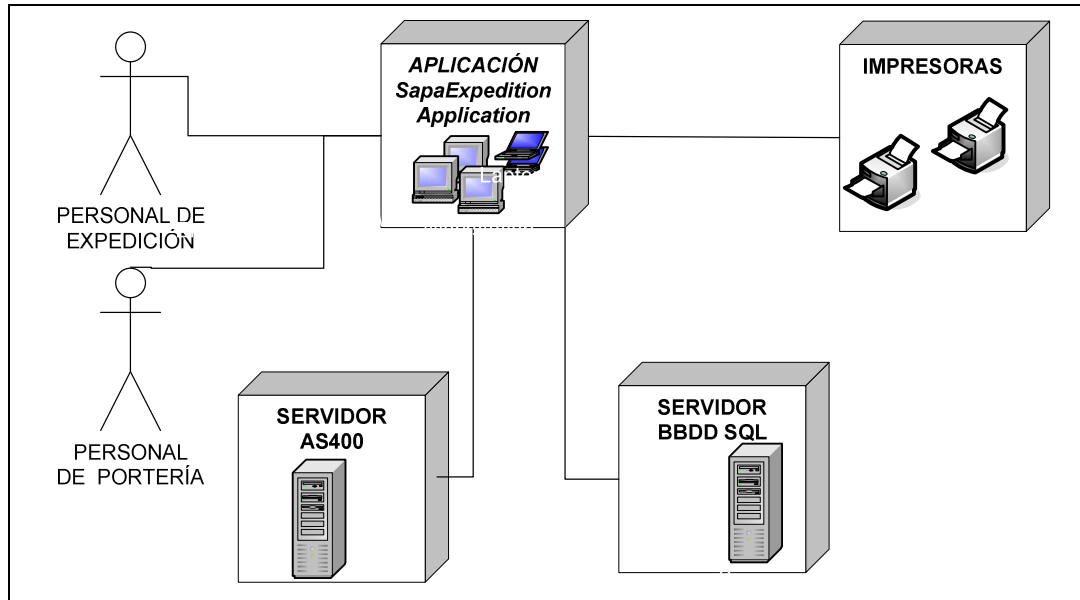 APLICACIÓN
SapaExpedition
Application
IMPRESORAS
PERSONAL DE
EXPEDICIÓN
PERSONAL
DE PORTERÍA
SERVIDOR
AS400
SERVIDOR
BBDD SQL